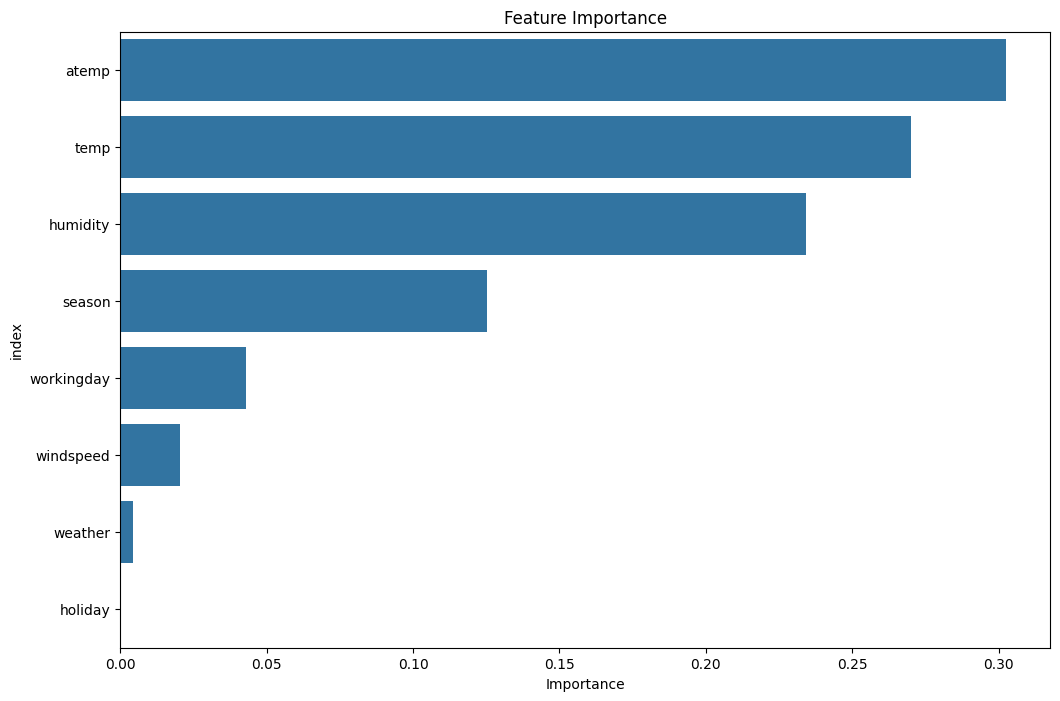 Feature Importance
atemp
temp
humidity
season
workingday
windspeed
weather
holiday
index
0.00 0.05 0.10 0.15 0.20 0.25 0.30
Importance